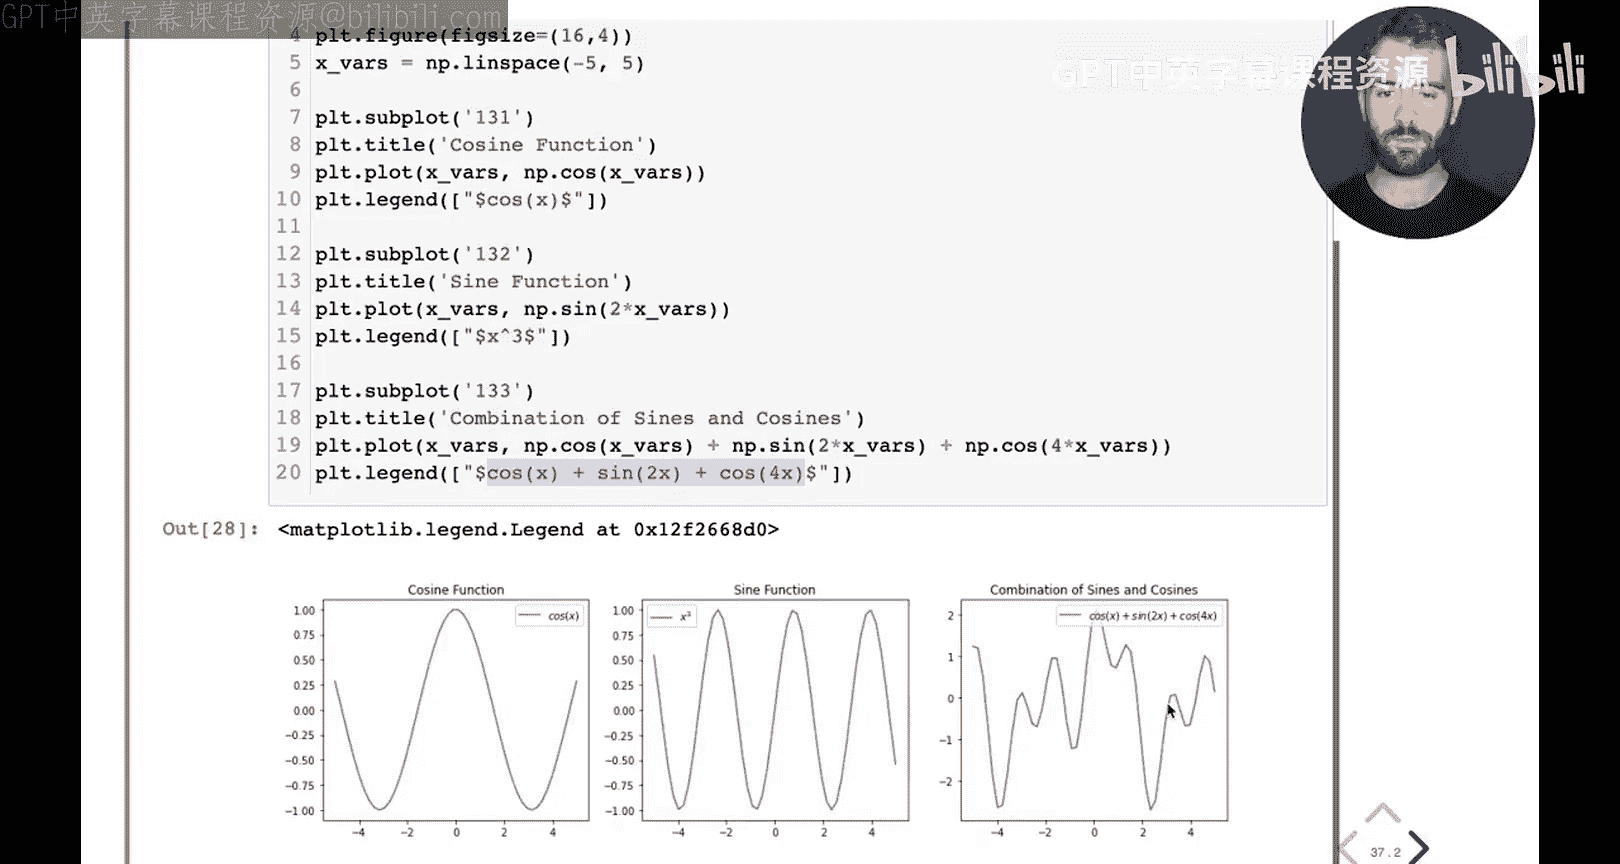 GPT中英字幕课程资源@bilibili.com
GPT中英字幕课程资源 bilibili
4 plt.figure(figsize=(16,4))
5 x_vars = np.linspace(-5, 5)
6
7 plt.subplot('131')
8 plt.title('Cosine Function')
9 plt.plot(x_vars, np.cos(x_vars))
10 plt.legend(["$cos(x)$"])
11
12 plt.subplot('132')
13 plt.title('Sine Function')
14 plt.plot(x_vars, np.sin(2*x_vars))
15 plt.legend(["$x^3$"])
16
17 plt.subplot('133')
18 plt.title('Combination of Sines and Cosines')
19 plt.plot(x_vars, np.cos(x_vars) + np.sin(2*x_vars) + np.cos(4*x_vars))
20 plt.legend(["$cos(x) + sin(2x) + cos(4x)$"])
Out[28]: <matplotlib.legend.Legend at 0x12f2668d0>
Cosine Function
cos(x)
1.00
0.75
0.50
0.25
0.00
−0.25
−0.50
−0.75
−1.00
−4 −2 0 2 4
Sine Function
x³
1.00
0.75
0.50
0.25
0.00
−0.25
−0.50
−0.75
−1.00
−4 −2 0 2 4
Combination of Sines and Cosines
cos(x) + sin(2x) + cos(4x)
2
1
0
−1
−2
−4 −2 0 2 4
37.2